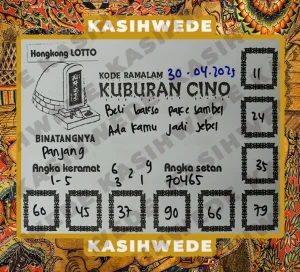 KASIHWEDE
Hongkong LOTTO
KODE RAMALAM 30-04-2023
KUBURAN CINO
Beli bakso pake sambel
Ada kamu jadi sebel
BINATANGNYA
Panjang
Angka keramat
1-5
6 9
3 2 1
Angka setan
70465
11
24
35
60 45 37 90 66 79
KASIHWEDE